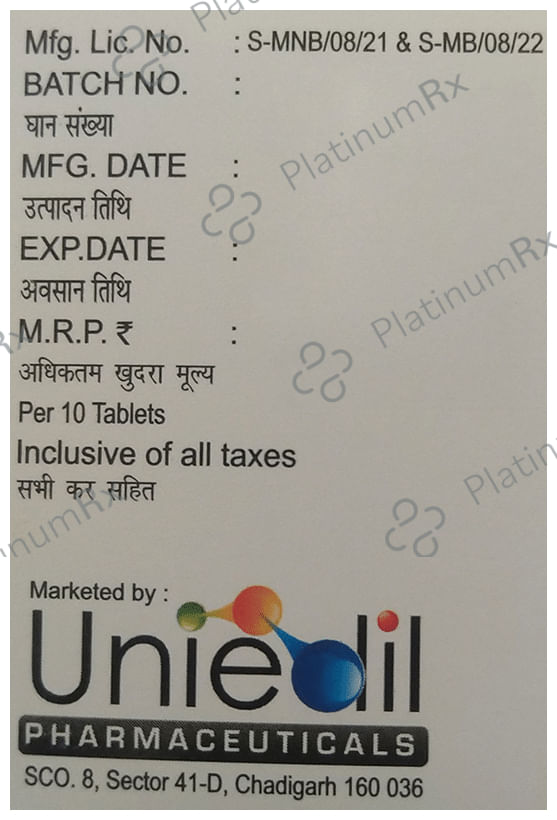 Mfg. Lic. No. : S-MNB/08/21 & S-MB/08/22
BATCH NO. :
घान संख्या
MFG. DATE :
उत्पादन तिथि
EXP.DATE :
अवसान तिथि
M.R.P. ₹ :
अधिकतम खुदरा मूल्य
Per 10 Tablets
Inclusive of all taxes
सभी कर सहित
Marketed by :
Uniedil
PHARMACEUTICALS
SCO. 8, Sector 41-D, Chadigarh 160 036
PlatinumRx
PlatinumRx